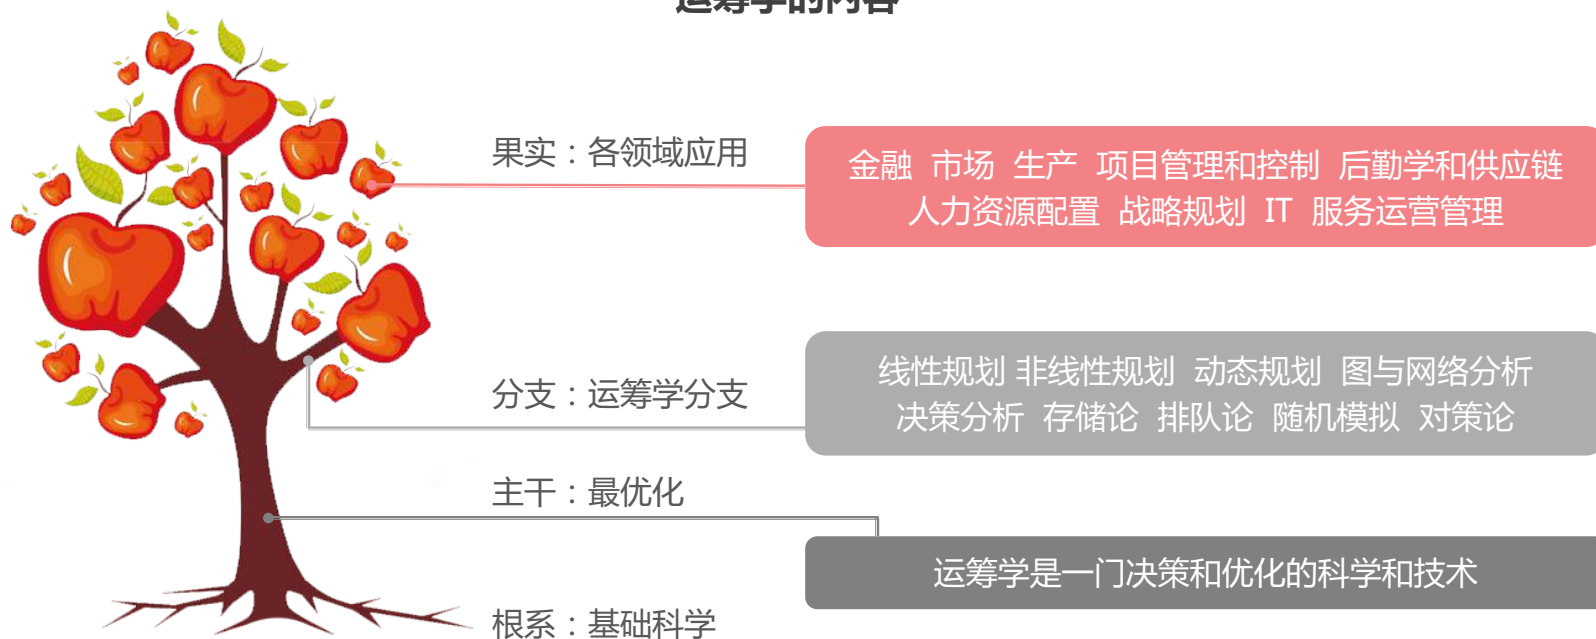 运筹学的内容
果实：各领域应用
金融 市场 生产 项目管理和控制 后勤学和供应链
人力资源配置 战略规划 IT 服务运营管理
线性规划 非线性规划 动态规划 图与网络分析
分支：运筹学分支
决策分析 存储论 排队论 随机模拟 对策论
主干：最优化
运筹学是一门决策和优化的科学和技术
根系：基础科学